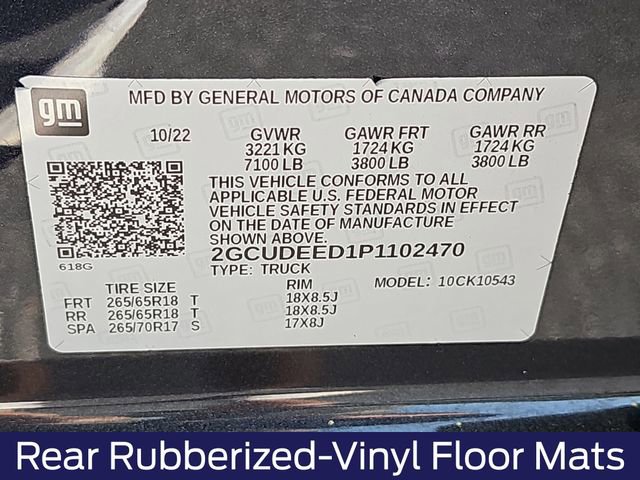 gm
MFD BY GENERAL MOTORS OF CANADA COMPANY
10/22 GVWR GAWR FRT GAWR RR
3221 KG 1724 KG 1724 KG
7100 LB 3800 LB 3800 LB
THIS VEHICLE CONFORMS TO ALL
APPLICABLE U.S. FEDERAL MOTOR
VEHICLE SAFETY STANDARDS IN EFFECT
ON THE DATE OF MANUFACTURE
SHOWN ABOVE.
618G
2GCUDEED1P1102470
TYPE: TRUCK MODEL: 10CK10543
TIRE SIZE RIM
FRT 265/65R18 T 18X8.5J
RR 265/65R18 T 18X8.5J
SPA 265/70R17 S 17X8J
Rear Rubberized-Vinyl Floor Mats